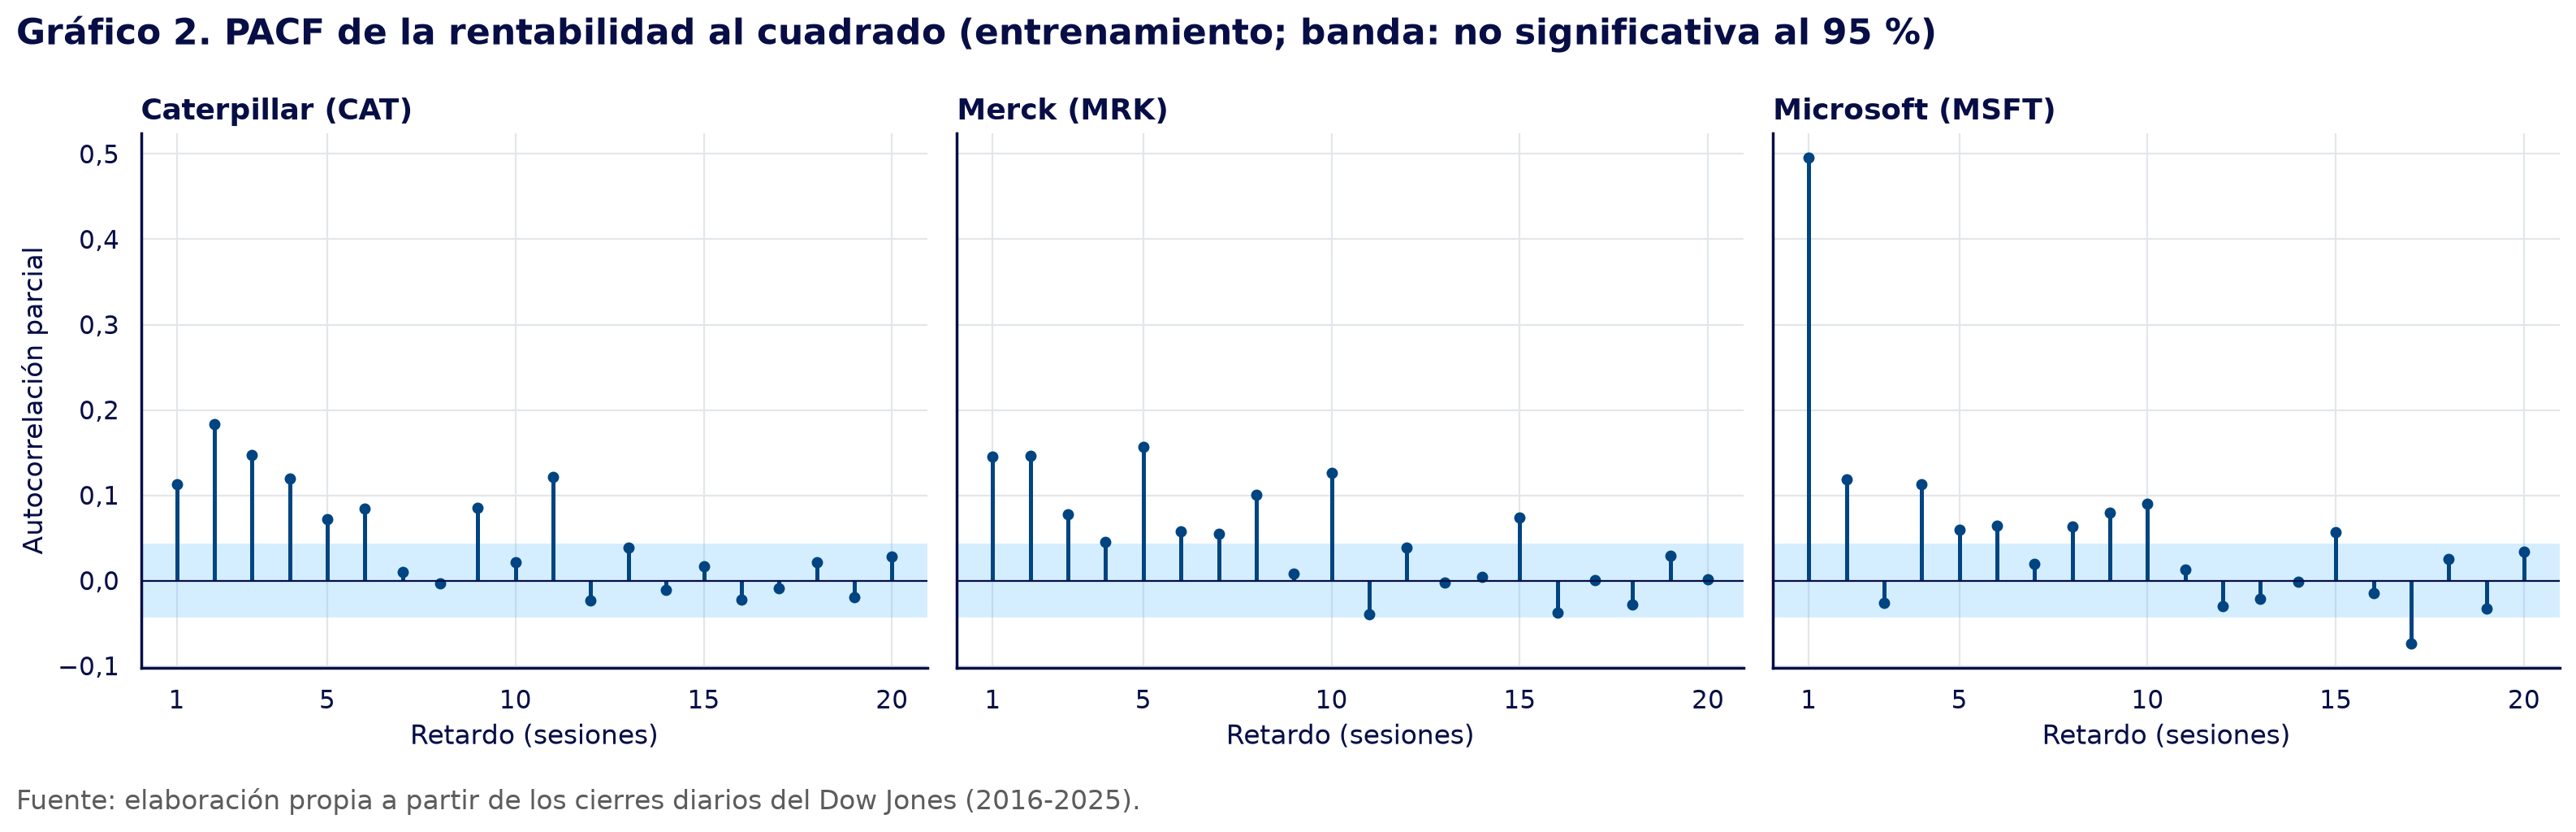 Gráfico 2. PACF de la rentabilidad al cuadrado (entrenamiento; banda: no significativa al 95 %)
Caterpillar (CAT)
Merck (MRK)
Microsoft (MSFT)
Autocorrelación parcial
0,5
0,4
0,3
0,2
0,1
0,0
−0,1
1 5 10 15 20
1 5 10 15 20
1 5 10 15 20
Retardo (sesiones)
Retardo (sesiones)
Retardo (sesiones)
Fuente: elaboración propia a partir de los cierres diarios del Dow Jones (2016-2025).